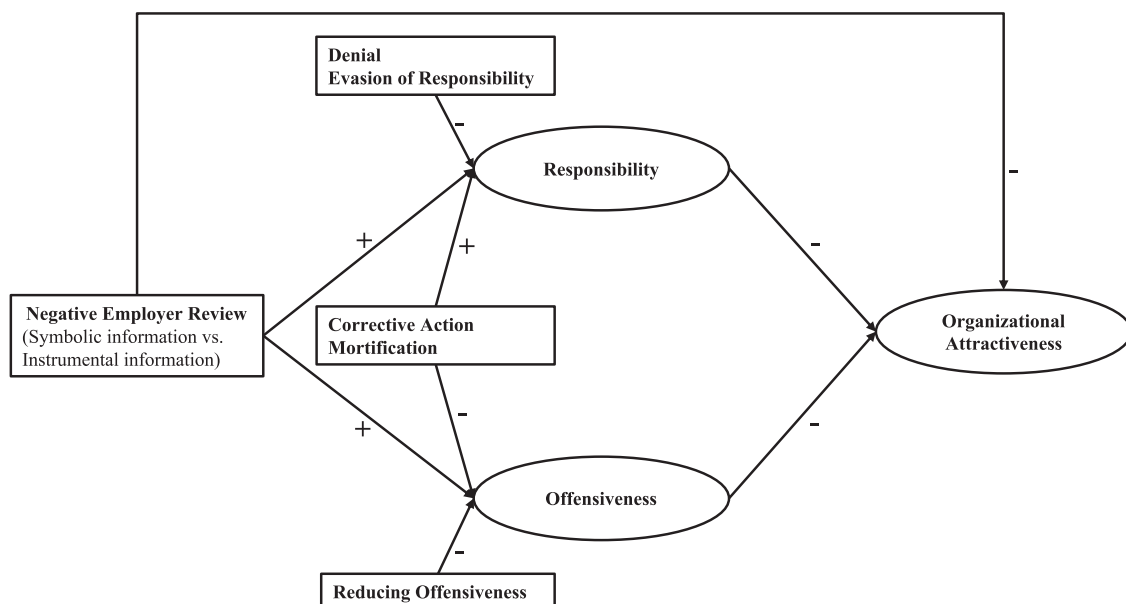 Denial
Evasion of Responsibility
-
-
Responsibility
-
+
+
-
Negative Employer Review
(Symbolic information vs.
Instrumental information)
Corrective Action
Mortification
Organizational
Attractiveness
+
-
-
Offensiveness
-
Reducing Offensiveness